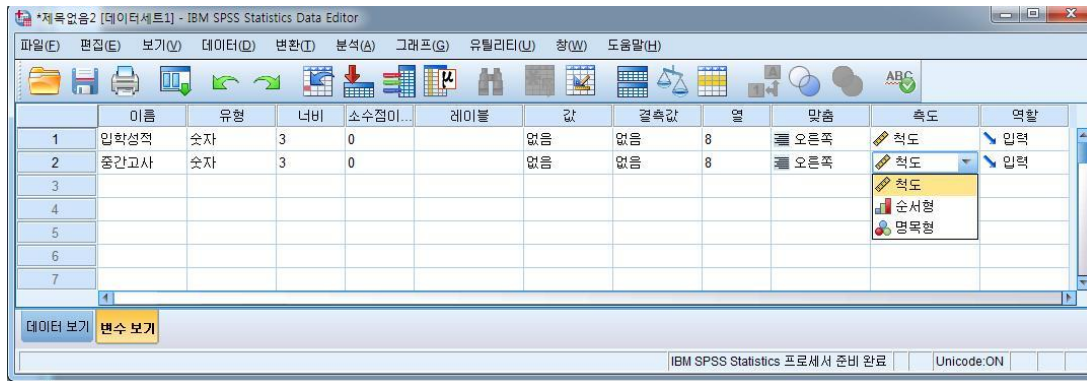 *제목없음2 [데이터세트1] - IBM SPSS Statistics Data Editor
파일(F) 편집(E) 보기(V) 데이터(D) 변환(T) 분석(A) 그래프(G) 유틸리티(U) 창(W) 도움말(H)
이름 유형 너비 소수점이... 레이블 값 결측값 열 맞춤 측도 역할
1 입학성적 숫자 3 0 없음 없음 8 오른쪽 척도 입력
2 중간고사 숫자 3 0 없음 없음 8 오른쪽 척도 입력
3 척도
4 순서형
5 명목형
6
7
데이터 보기 변수 보기
IBM SPSS Statistics 프로세서 준비 완료 Unicode:ON